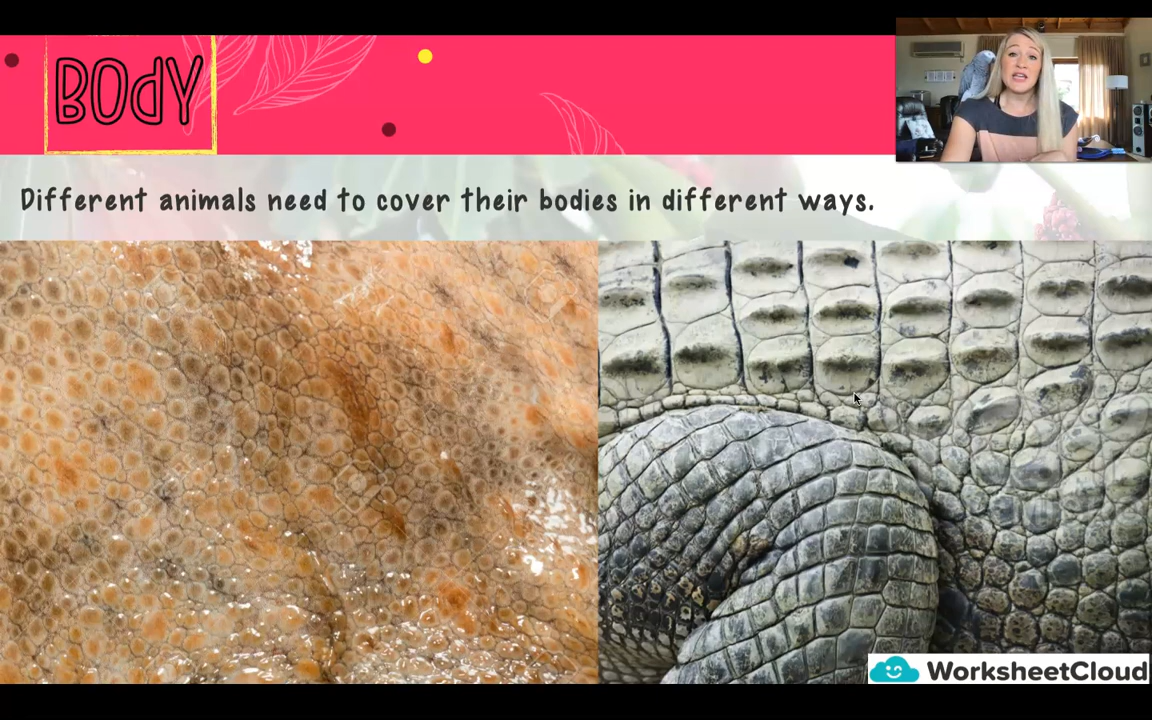 BOdY
Different animals need to cover their bodies in different ways.
WorksheetCloud